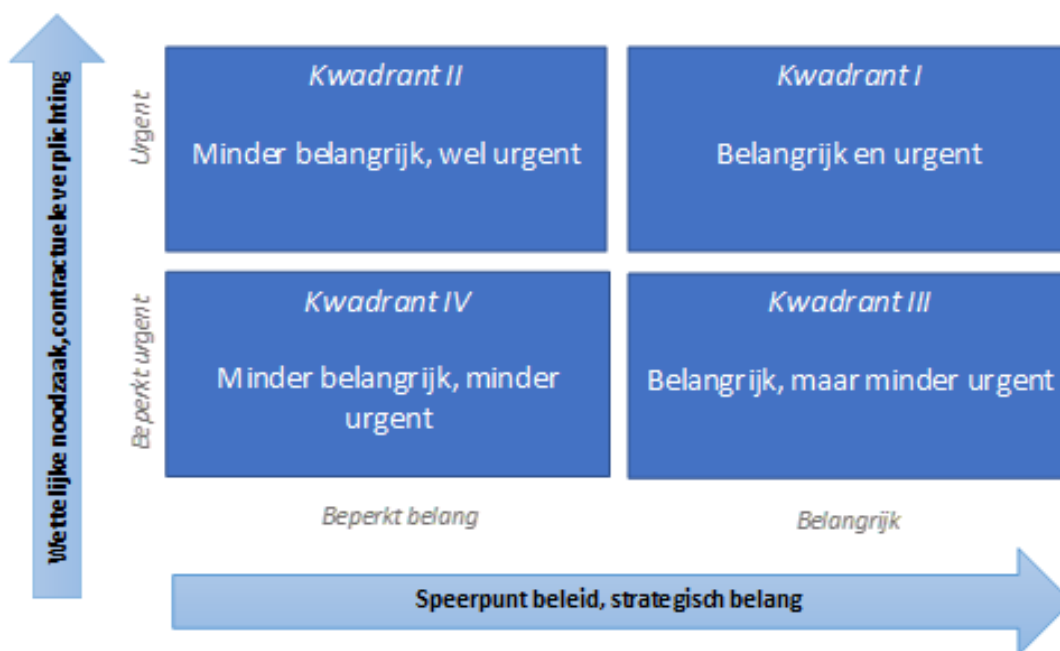 Wettelijke noodzaak, contractuele verplichting
Urgent
Kwadrant II
Minder belangrijk, wel urgent
Kwadrant I
Belangrijk en urgent
Beperkt urgent
Kwadrant IV
Minder belangrijk, minder
urgent
Kwadrant III
Belangrijk, maar minder urgent
Beperkt belang
Belangrijk
Speerpunt beleid, strategisch belang